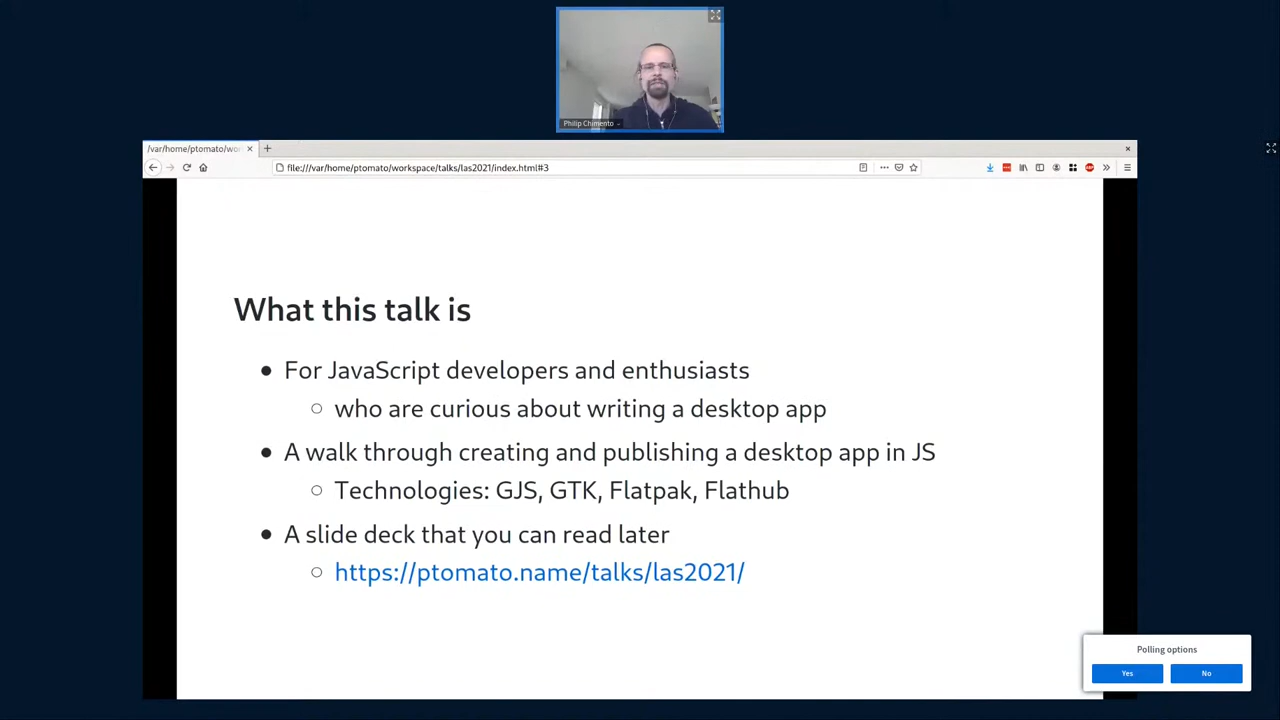 Philip Chimento
/var/home/ptomato/wor
file:///var/home/ptomato/workspace/talks/las2021/index.html#3
What this talk is
For JavaScript developers and enthusiasts
who are curious about writing a desktop app
A walk through creating and publishing a desktop app in JS
Technologies: GJS, GTK, Flatpak, Flathub
A slide deck that you can read later
https://ptomato.name/talks/las2021/
Polling options
Yes
No